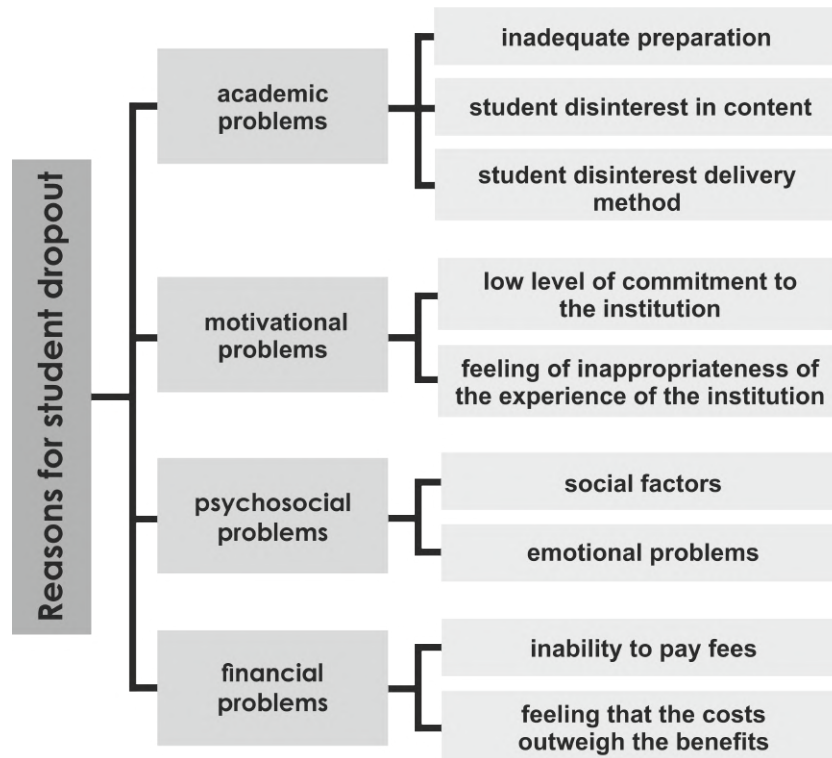 Reasons for student dropout
academic
problems
inadequate preparation
student disinterest in content
student disinterest delivery
method
motivational
problems
low level of commitment to
the institution
feeling of inappropriateness of
the experience of the institution
psychosocial
problems
social factors
emotional problems
financial
problems
inability to pay fees
feeling that the costs
outweigh the benefits